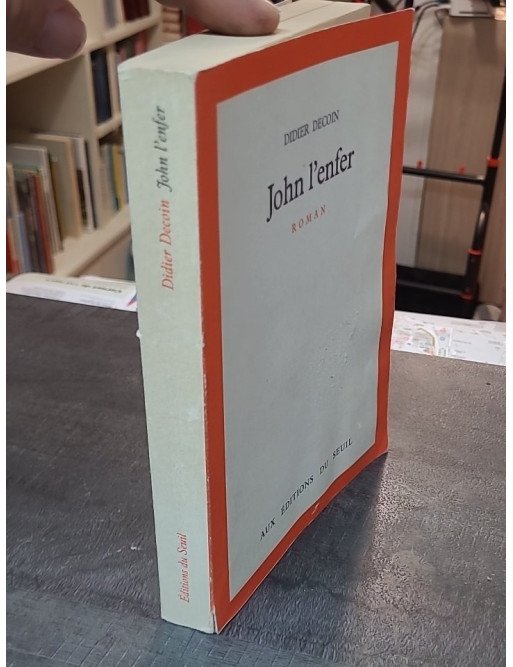 DIDIER DECOIN
John l'enfer
ROMAN
AUX ÉDITIONS DU SEUIL
Didier Decoin John l'enfer
Éditions du Seuil